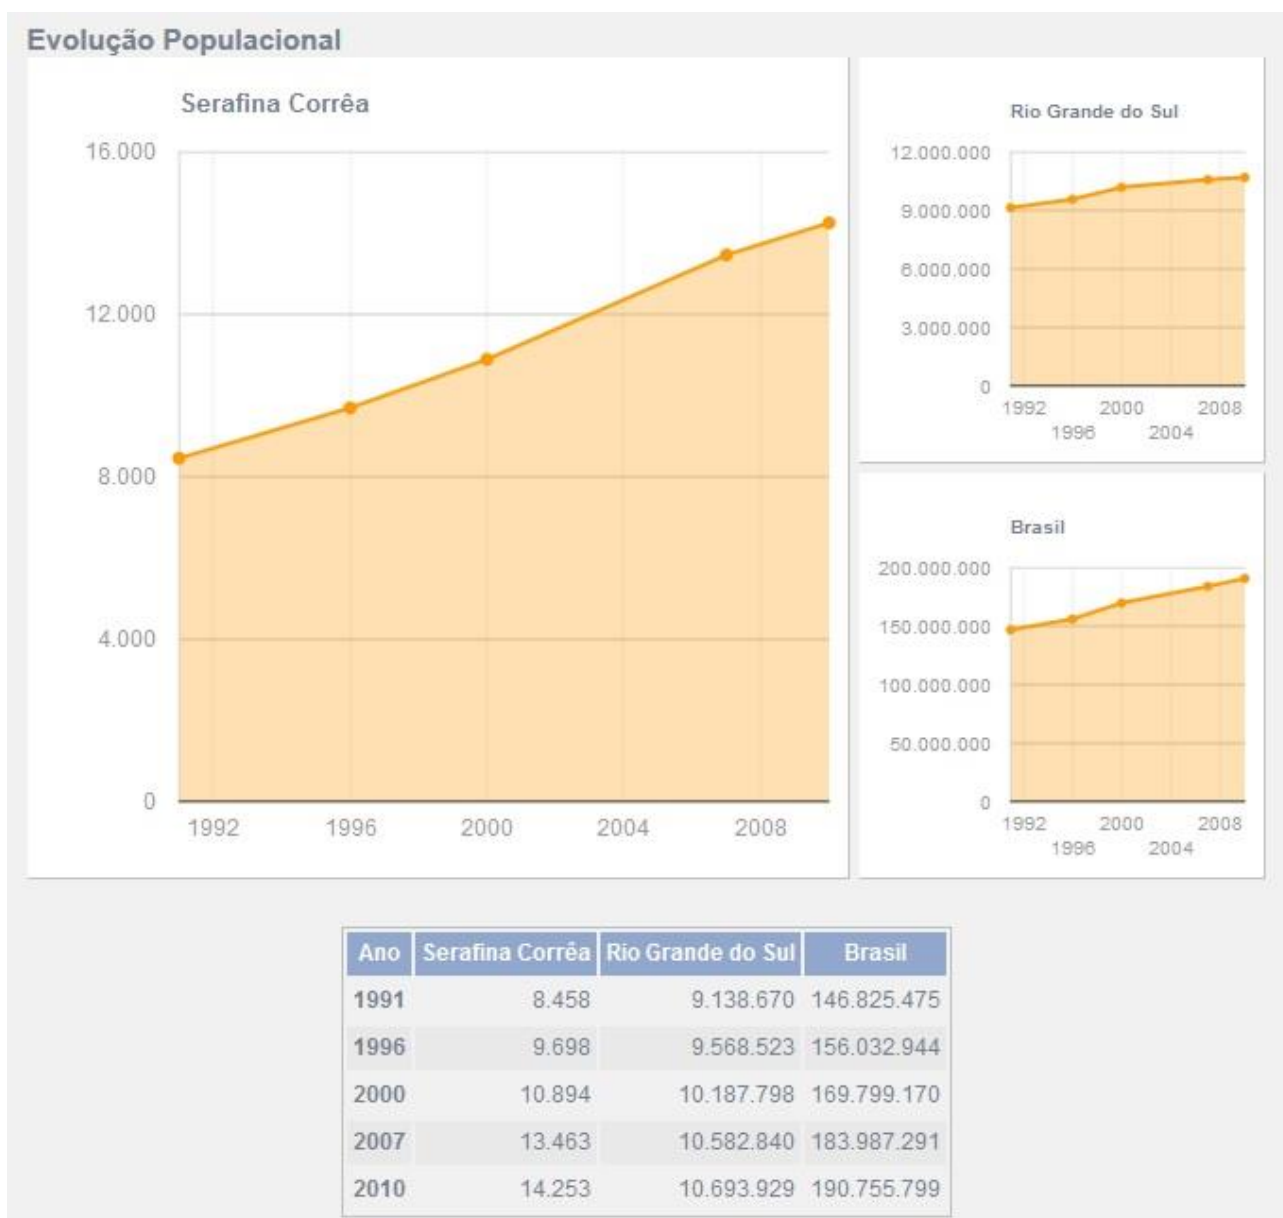 Evolução Populacional
Serafina Corrêa
16.000
12.000
8.000
4.000
0
1992 1996 2000 2004 2008
Rio Grande do Sul
12.000.000
9.000.000
6.000.000
3.000.000
0
1992 2000 2008
1996 2004
Brasil
200.000.000
150.000.000
100.000.000
50.000.000
0
1992 2000 2008
1996 2004
Ano Serafina Corrêa Rio Grande do Sul Brasil
1991 8.458 9.138.670 146.825.475
1996 9.698 9.568.523 156.032.944
2000 10.894 10.187.798 169.799.170
2007 13.463 10.582.840 183.987.291
2010 14.253 10.693.929 190.755.799